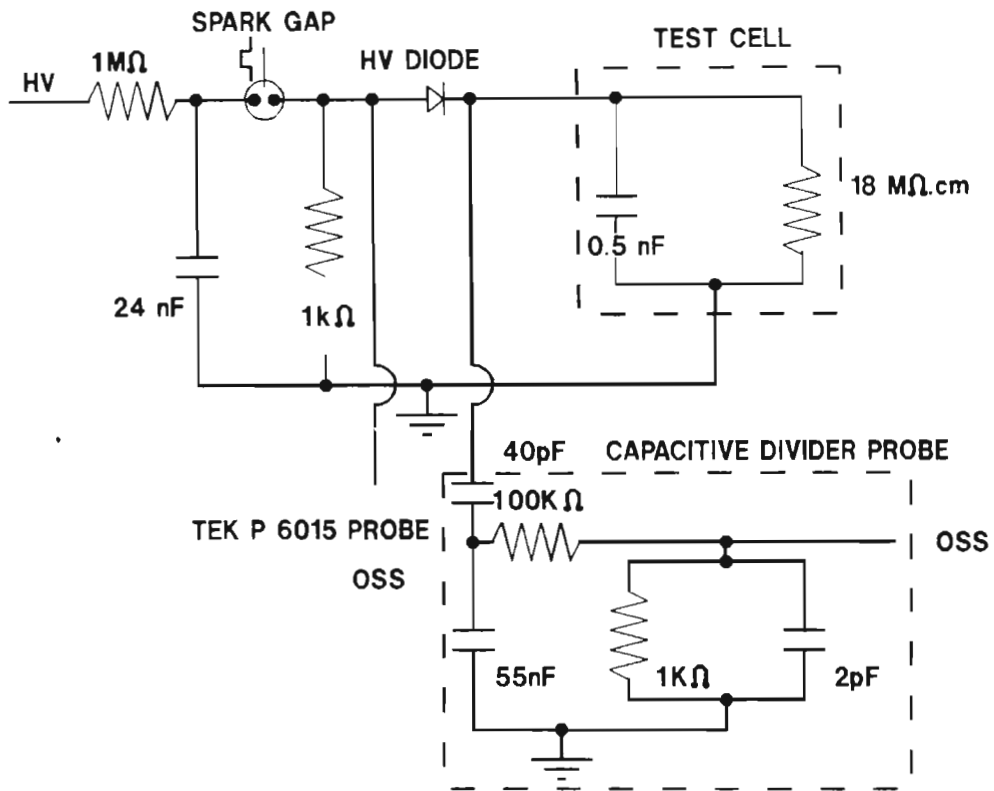 SPARK GAP
HV
1MΩ
HV DIODE
TEST CELL
18 MΩ.cm
0.5 nF
24 nF
1kΩ
40pF
CAPACITIVE DIVIDER PROBE
100KΩ
TEK P 6015 PROBE
OSS
OSS
55nF
1KΩ
2pF